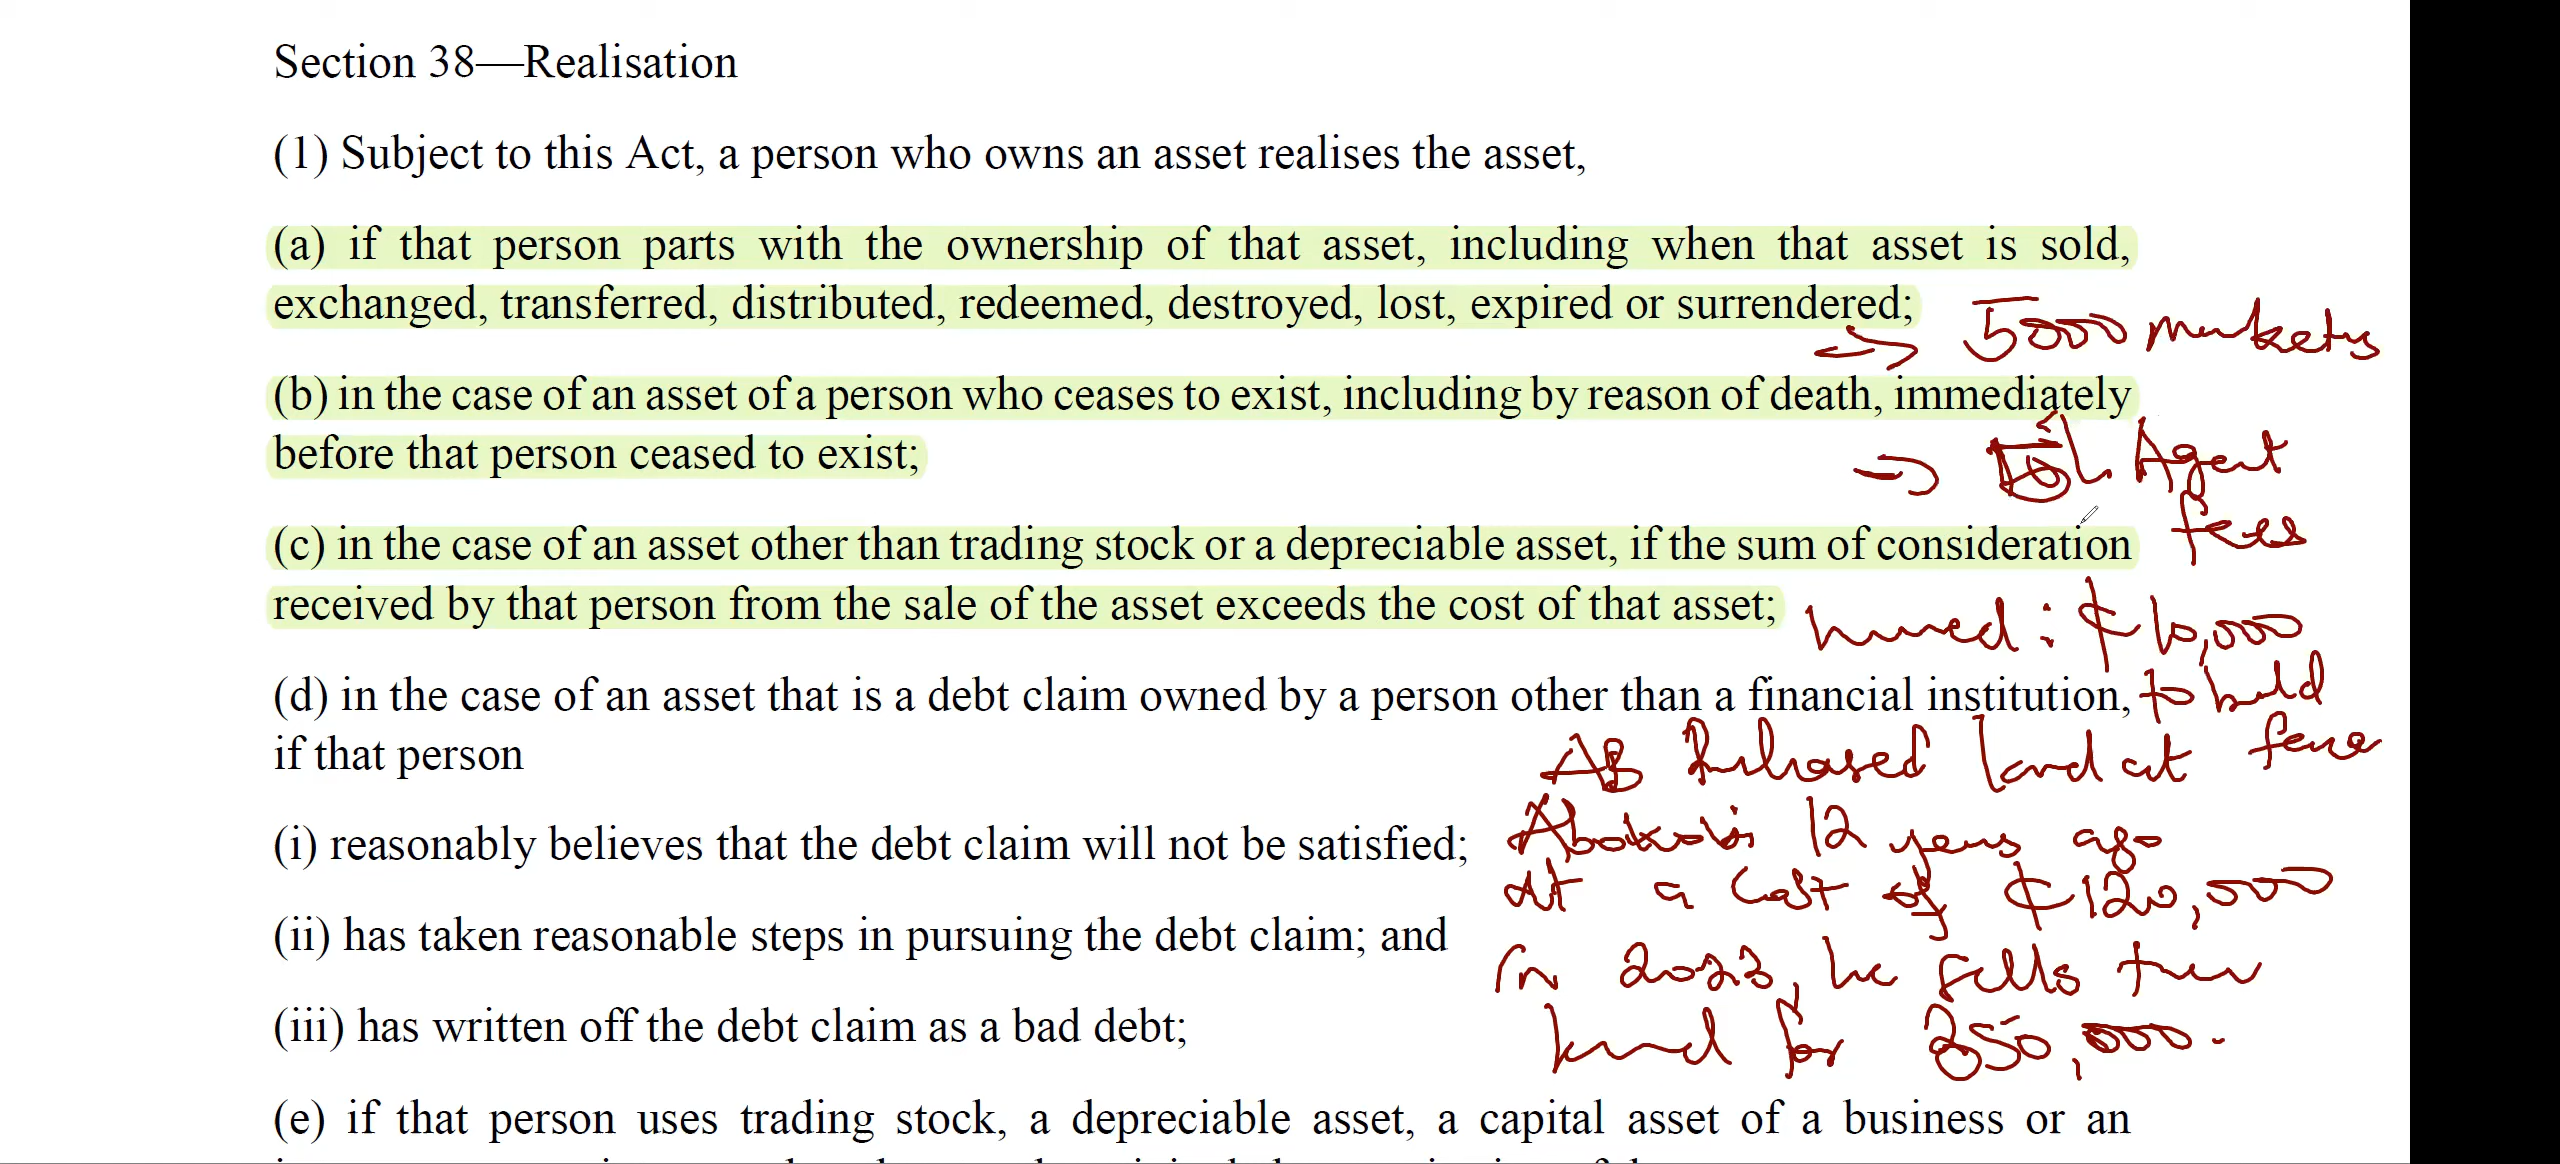 Section 38—Realisation
(1) Subject to this Act, a person who owns an asset realises the asset,
(a) if that person parts with the ownership of that asset, including when that asset is sold,
exchanged, transferred, distributed, redeemed, destroyed, lost, expired or surrendered;
⇒ 5000
(b) in the case of an asset of a person who ceases to exist, including by reason of death, immediately
before that person ceased to exist;
⇒ Agent
fees
(c) in the case of an asset other than trading stock or a depreciable asset, if the sum of consideration
received by that person from the sale of the asset exceeds the cost of that asset;
: ₵10,000
(d) in the case of an asset that is a debt claim owned by a person other than a financial institution,
to build
fence
if that person
AB Purchased land at
(i) reasonably believes that the debt claim will not be satisfied;
12 years ago
at a cost of ₵120,000
(ii) has taken reasonable steps in pursuing the debt claim; and
in 2023, he sells the
(iii) has written off the debt claim as a bad debt;
land for 350,000.
(e) if that person uses trading stock, a depreciable asset, a capital asset of a business or an